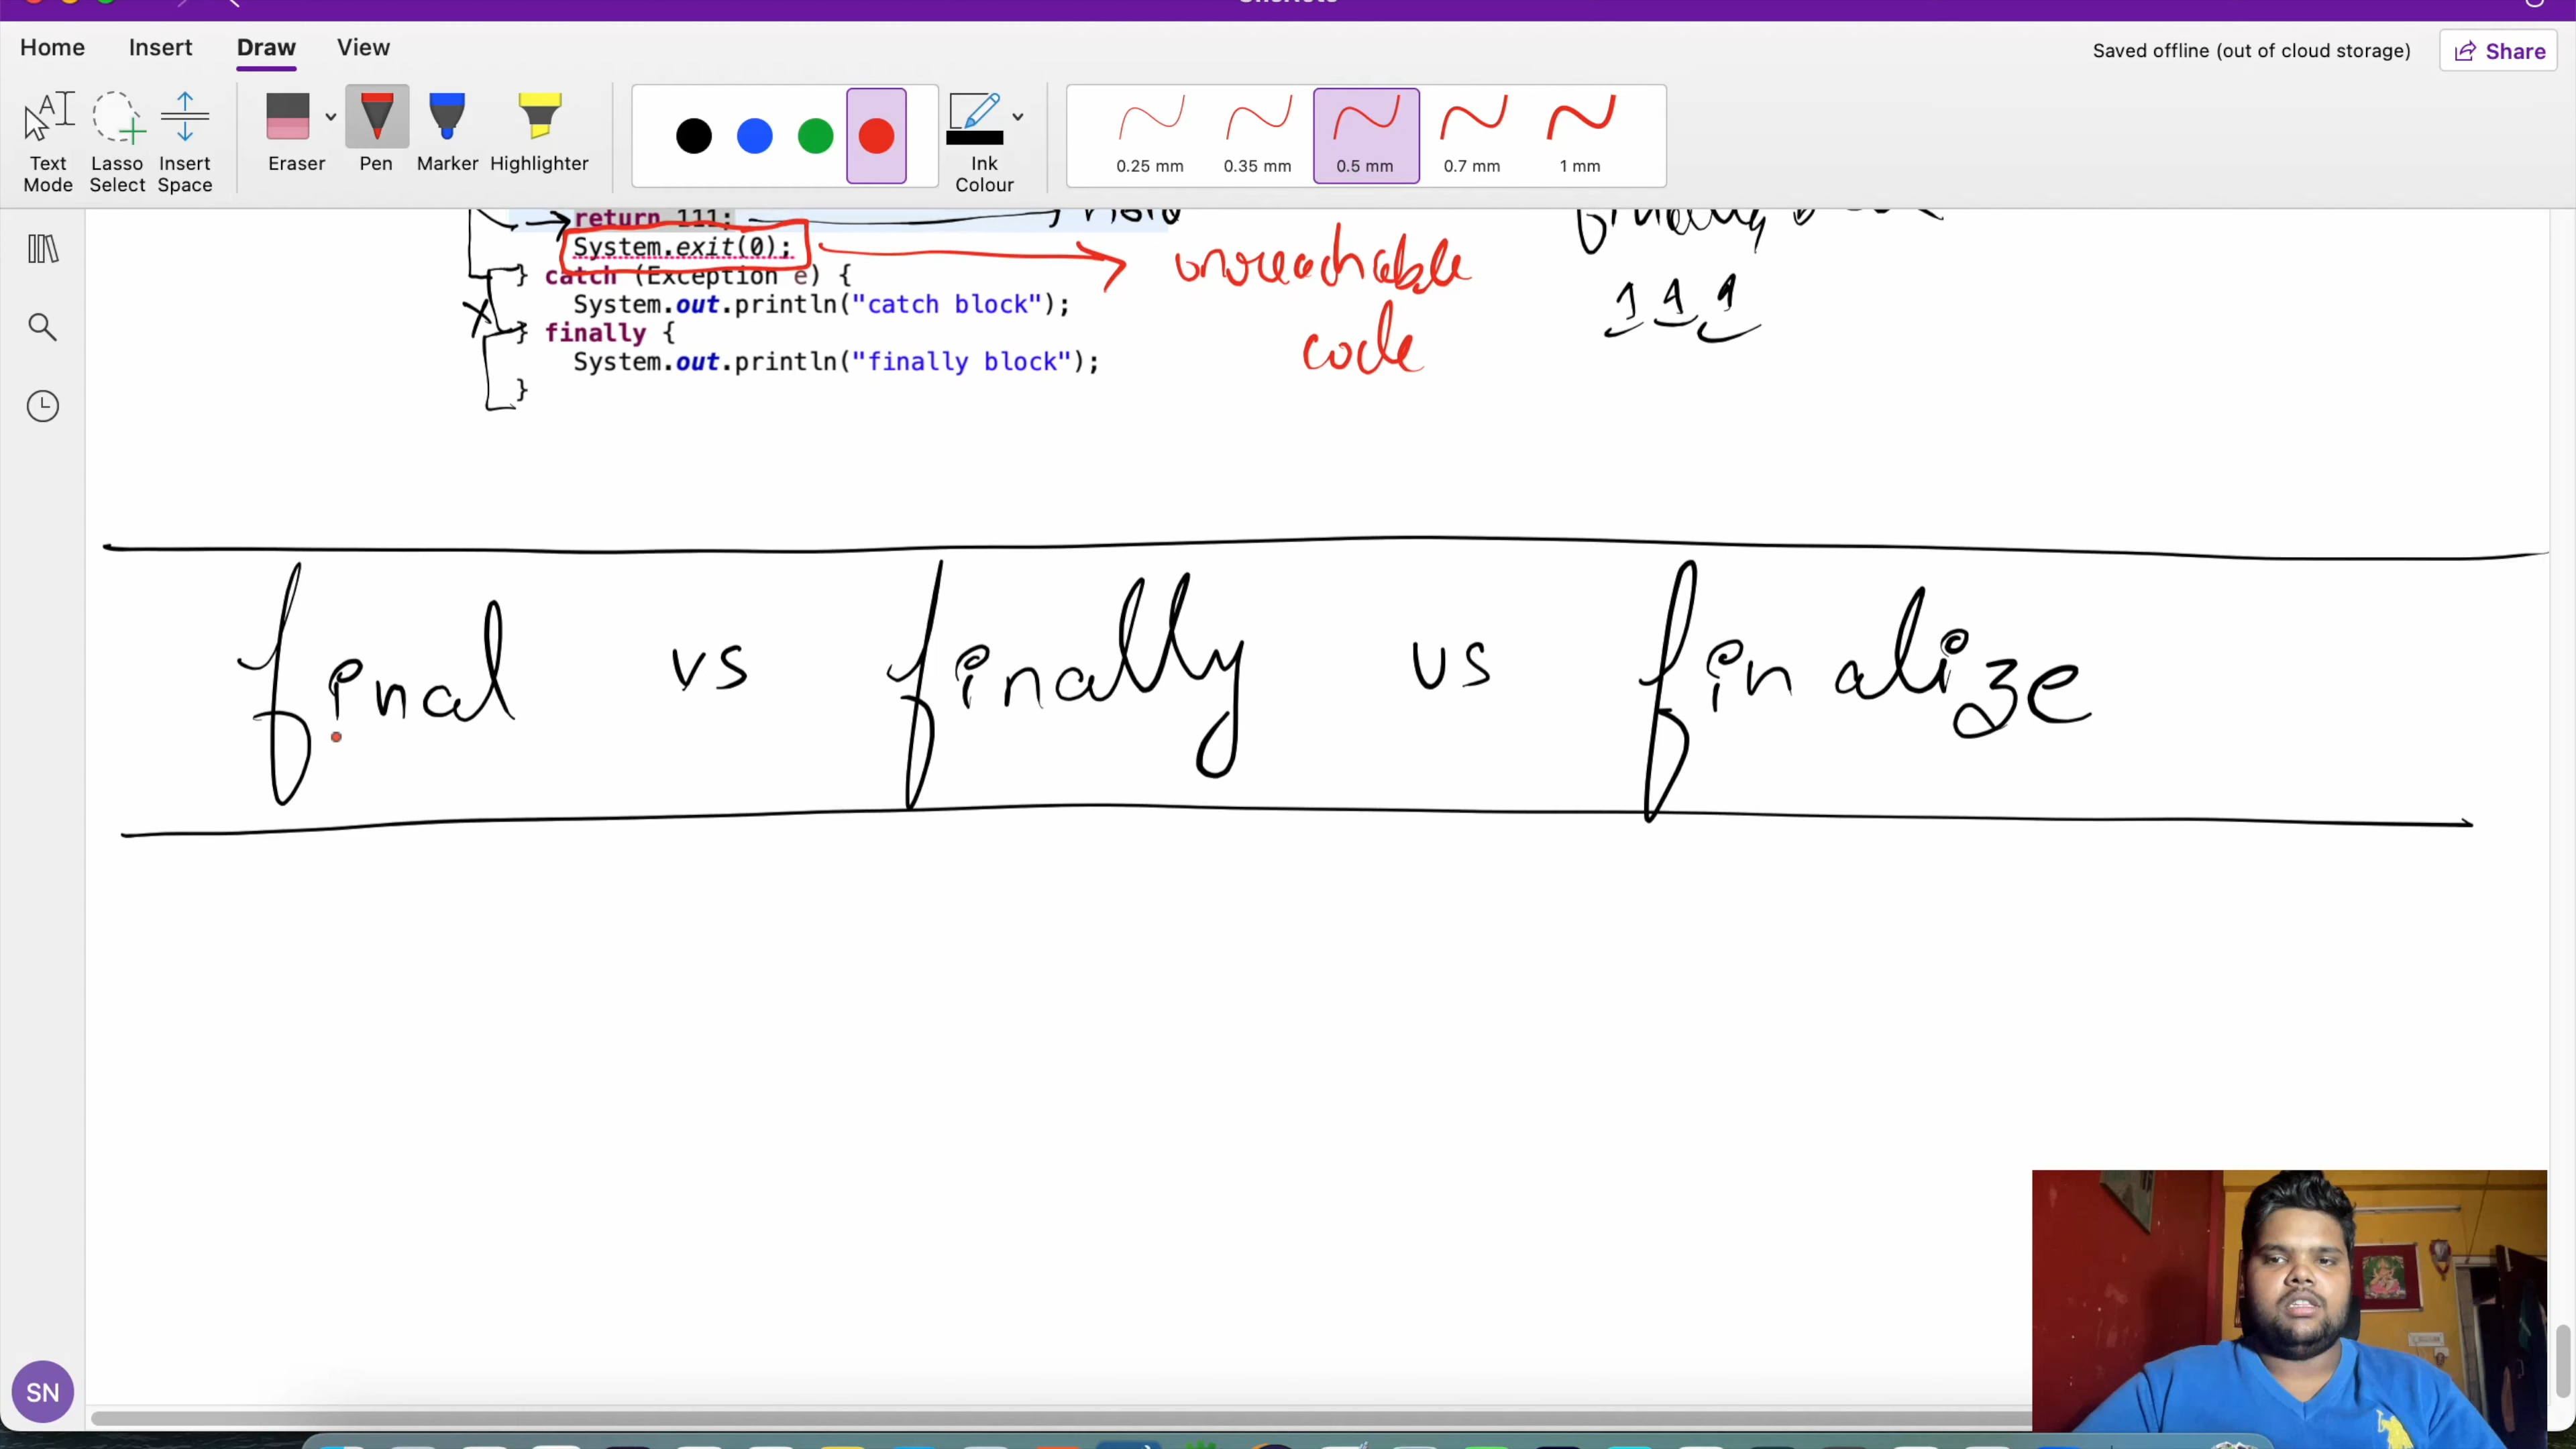 Home Insert Draw View
Saved offline (out of cloud storage) Share
Text Mode
Lasso Select
Insert Space
Eraser
Pen
Marker
Highlighter
Ink Colour
0.25 mm
0.35 mm
0.5 mm
0.7 mm
1 mm
return 111;
System.exit(0);
} catch (Exception e) {
System.out.println("catch block");
} finally {
System.out.println("finally block");
}
unreachable
code
111
final vs finally vs finalize
SN